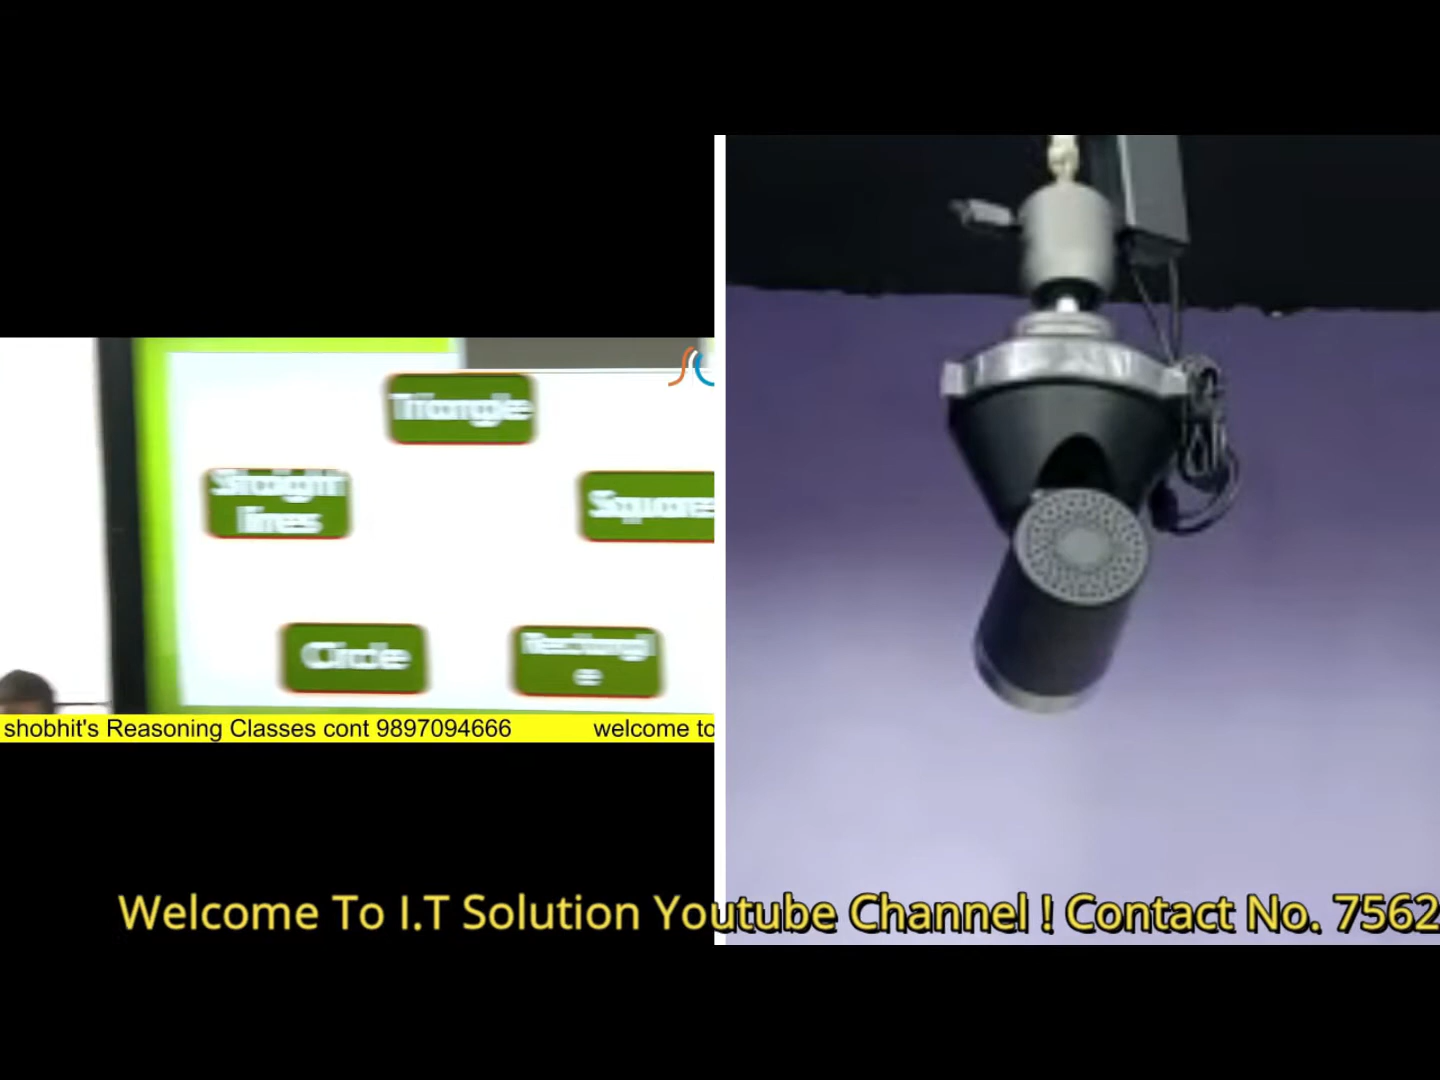 Triangle
Straight
lines
Square
Circle
Rectangl
e
shobhit's Reasoning Classes cont 9897094666 welcome to
Welcome To I.T Solution Youtube Channel ! Contact No. 7562